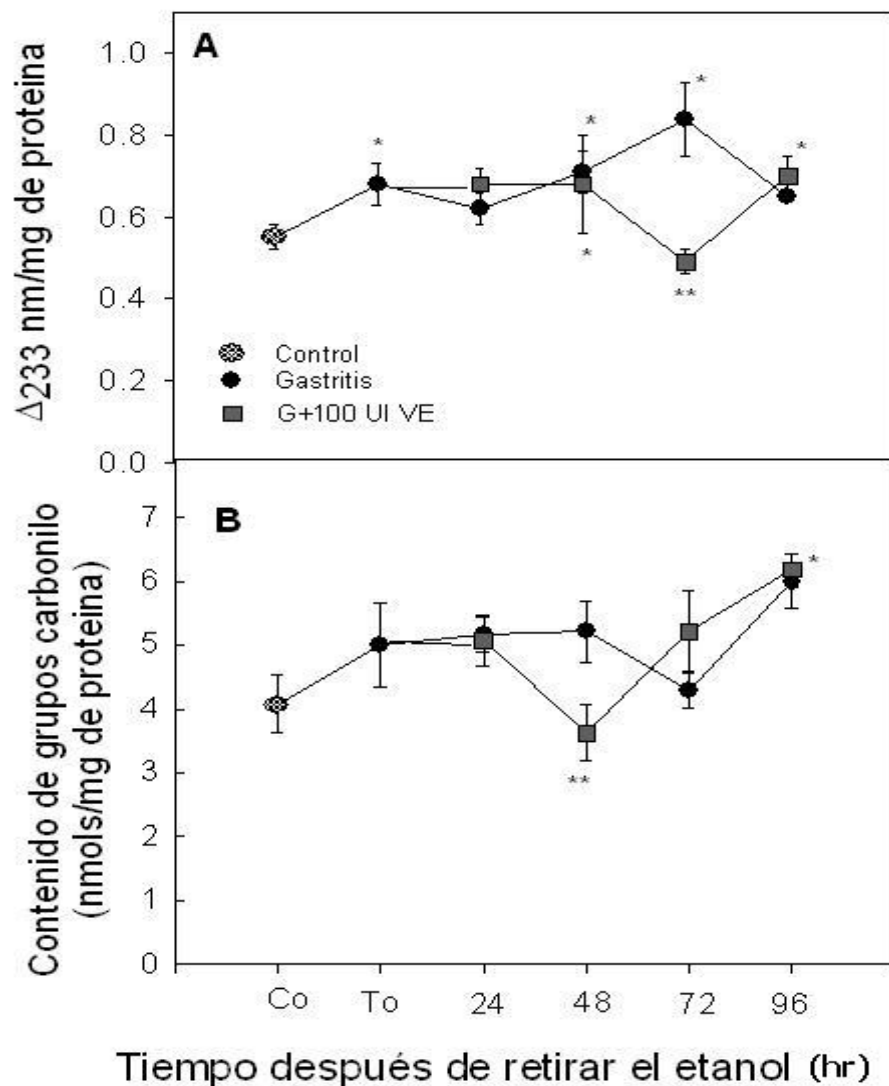 A
Δ233 nm/mg de proteina
1.0
0.8
0.6
0.4
0.2
0.0
*
*
*
*
*
**
Control
Gastritis
G+100 UI VE
B
Contenido de grupos carbonilo
(nmols/mg de proteina)
7
6
5
4
3
2
1
0
*
**
Co To 24 48 72 96
Tiempo después de retirar el etanol (hr)